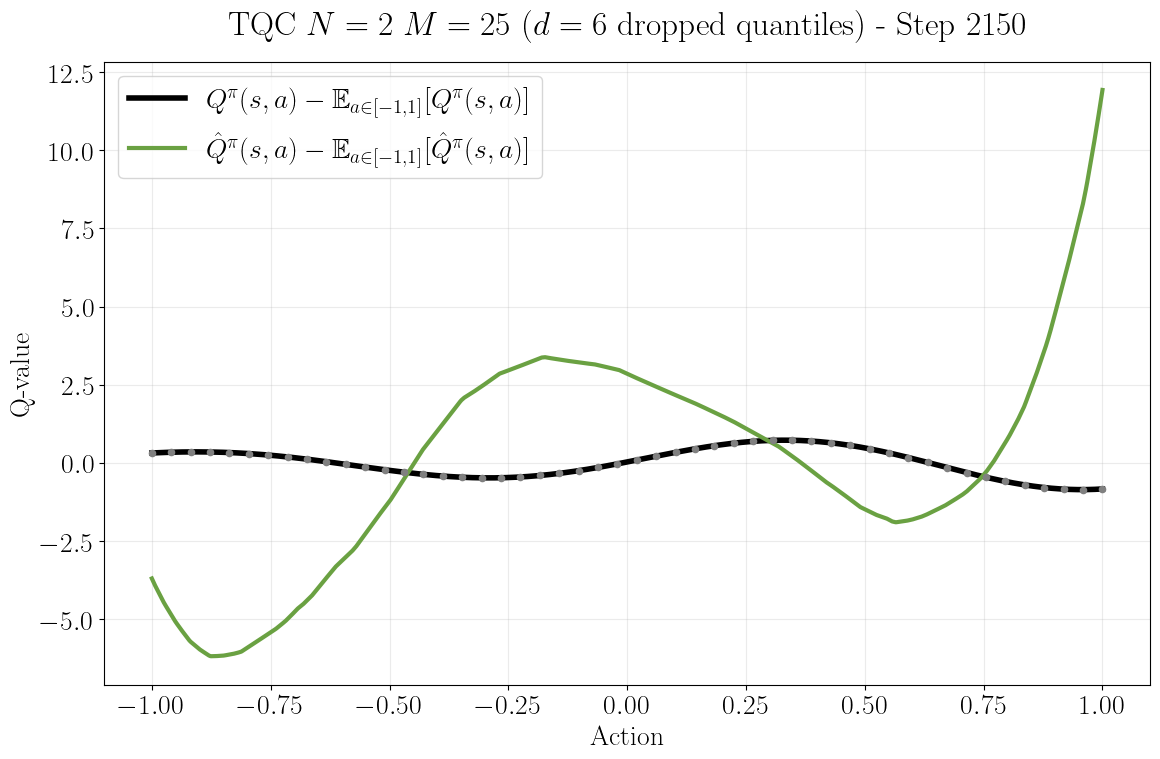 TQC N = 2 M = 25 (d = 6 dropped quantiles) - Step 2150
12.5
10.0
7.5
5.0
2.5
0.0
−2.5
−5.0
Q-value
Q^π(s, a) − 𝔼_{a∈[−1,1]}[Q^π(s, a)]
Q̂^π(s, a) − 𝔼_{a∈[−1,1]}[Q̂^π(s, a)]
−1.00 −0.75 −0.50 −0.25 0.00 0.25 0.50 0.75 1.00
Action